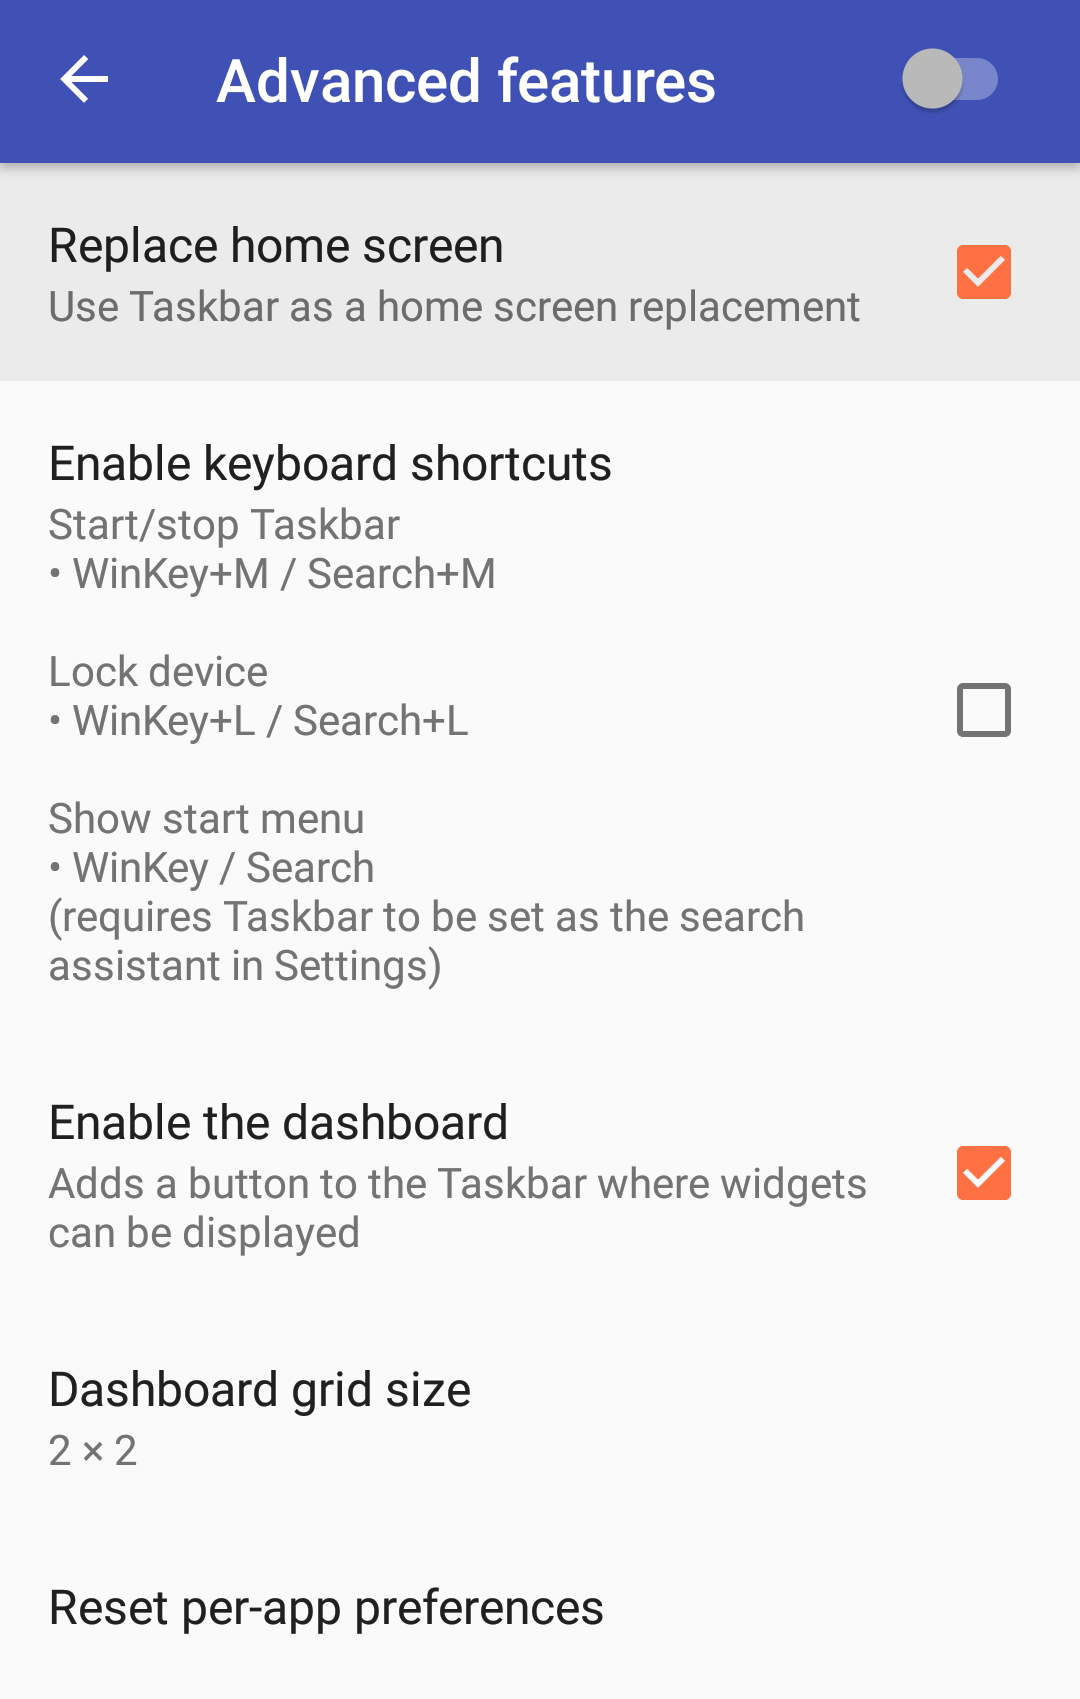 Advanced features
Replace home screen
Use Taskbar as a home screen replacement
Enable keyboard shortcuts
Start/stop Taskbar
• WinKey+M / Search+M
Lock device
• WinKey+L / Search+L
Show start menu
• WinKey / Search
(requires Taskbar to be set as the search
assistant in Settings)
Enable the dashboard
Adds a button to the Taskbar where widgets
can be displayed
Dashboard grid size
2 × 2
Reset per-app preferences